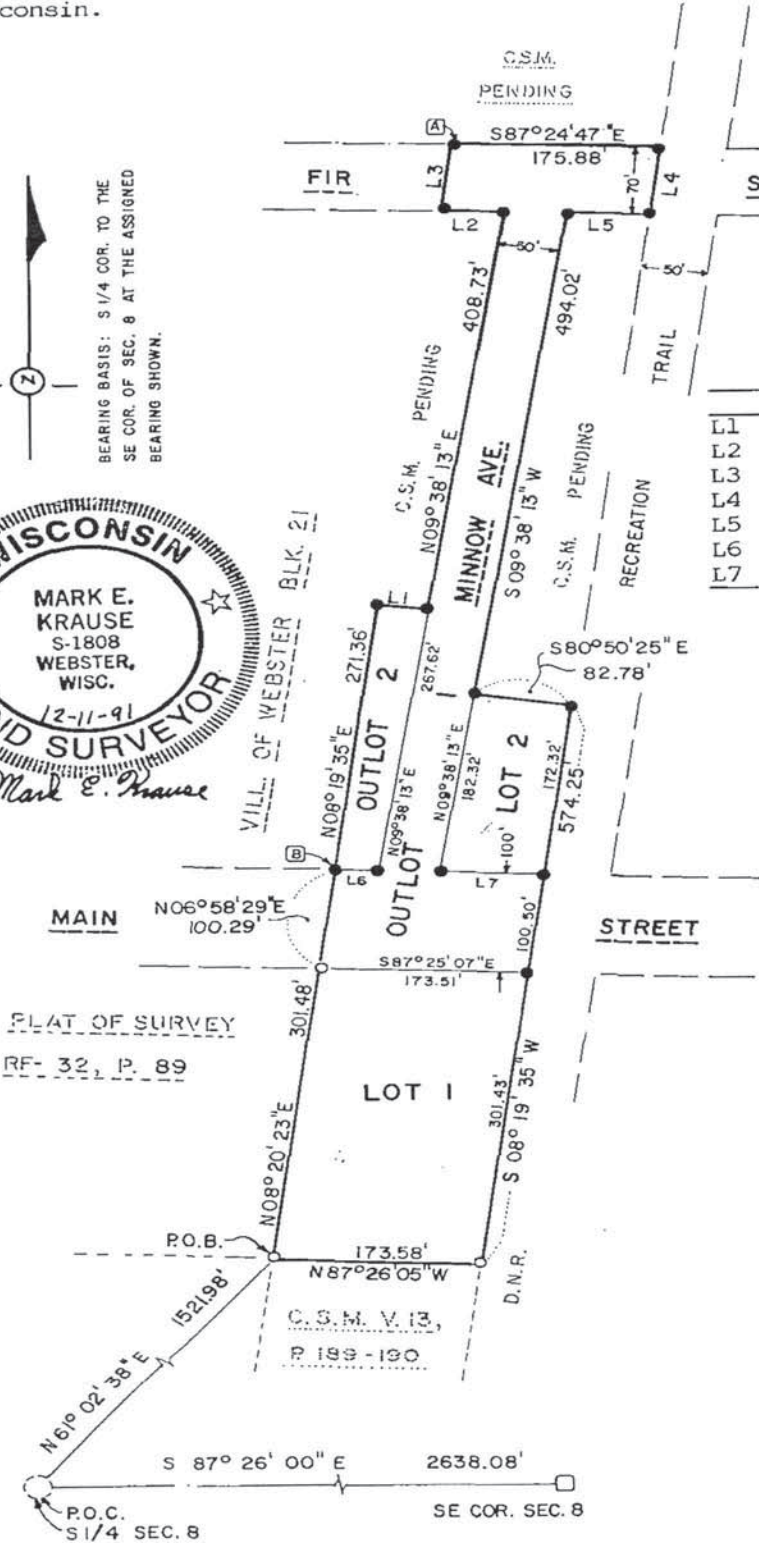 consin.
C.S.M.
PENDING
A
S87°24'47"E
175.88'
FIR
L3
70'
L4
S
L2
L5
50'
50'
408.73'
494.02'
Z
BEARING BASIS: S 1/4 COR. TO THE
SE COR. OF SEC. 8 AT THE ASSIGNED
BEARING SHOWN.
C.S.M. PENDING
N09°38'13"E
MINNOW AVE.
S 09°38'13" W
C.S.M. PENDING
TRAIL
RECREATION
L1
L2
L3
L4
L5
L6
L7
WISCONSIN
MARK E.
KRAUSE
S-1808
WEBSTER,
WISC.
12-11-91
ND SURVEYOR
Mark E. Krause
VILL. OF WEBSTER BLK. 21
L1
271.36'
267.62'
S80°50'25"E
82.78'
N08°19'35"E
OUTLOT 2
N09°38'13"E
N09°38'13"E
182.32'
LOT 2
172.32'
574.25'
B
L6
L7
100'
MAIN
N06°58'29"E
100.29'
OUTLOT
100.50'
STREET
S87°25'07"E
173.51'
PLAT OF SURVEY
RF- 32, P. 89
301.48'
N08°20'23"E
LOT 1
301.43'
S 08°19'35" W
P.O.B.
173.58'
N87°26'05"W
D.N.R.
C.S.M. V.13,
P. 189-190
1521.98'
N61°02'38"E
S 87°26'00" E 2638.08'
P.O.C.
S1/4 SEC. 8
SE COR. SEC. 8